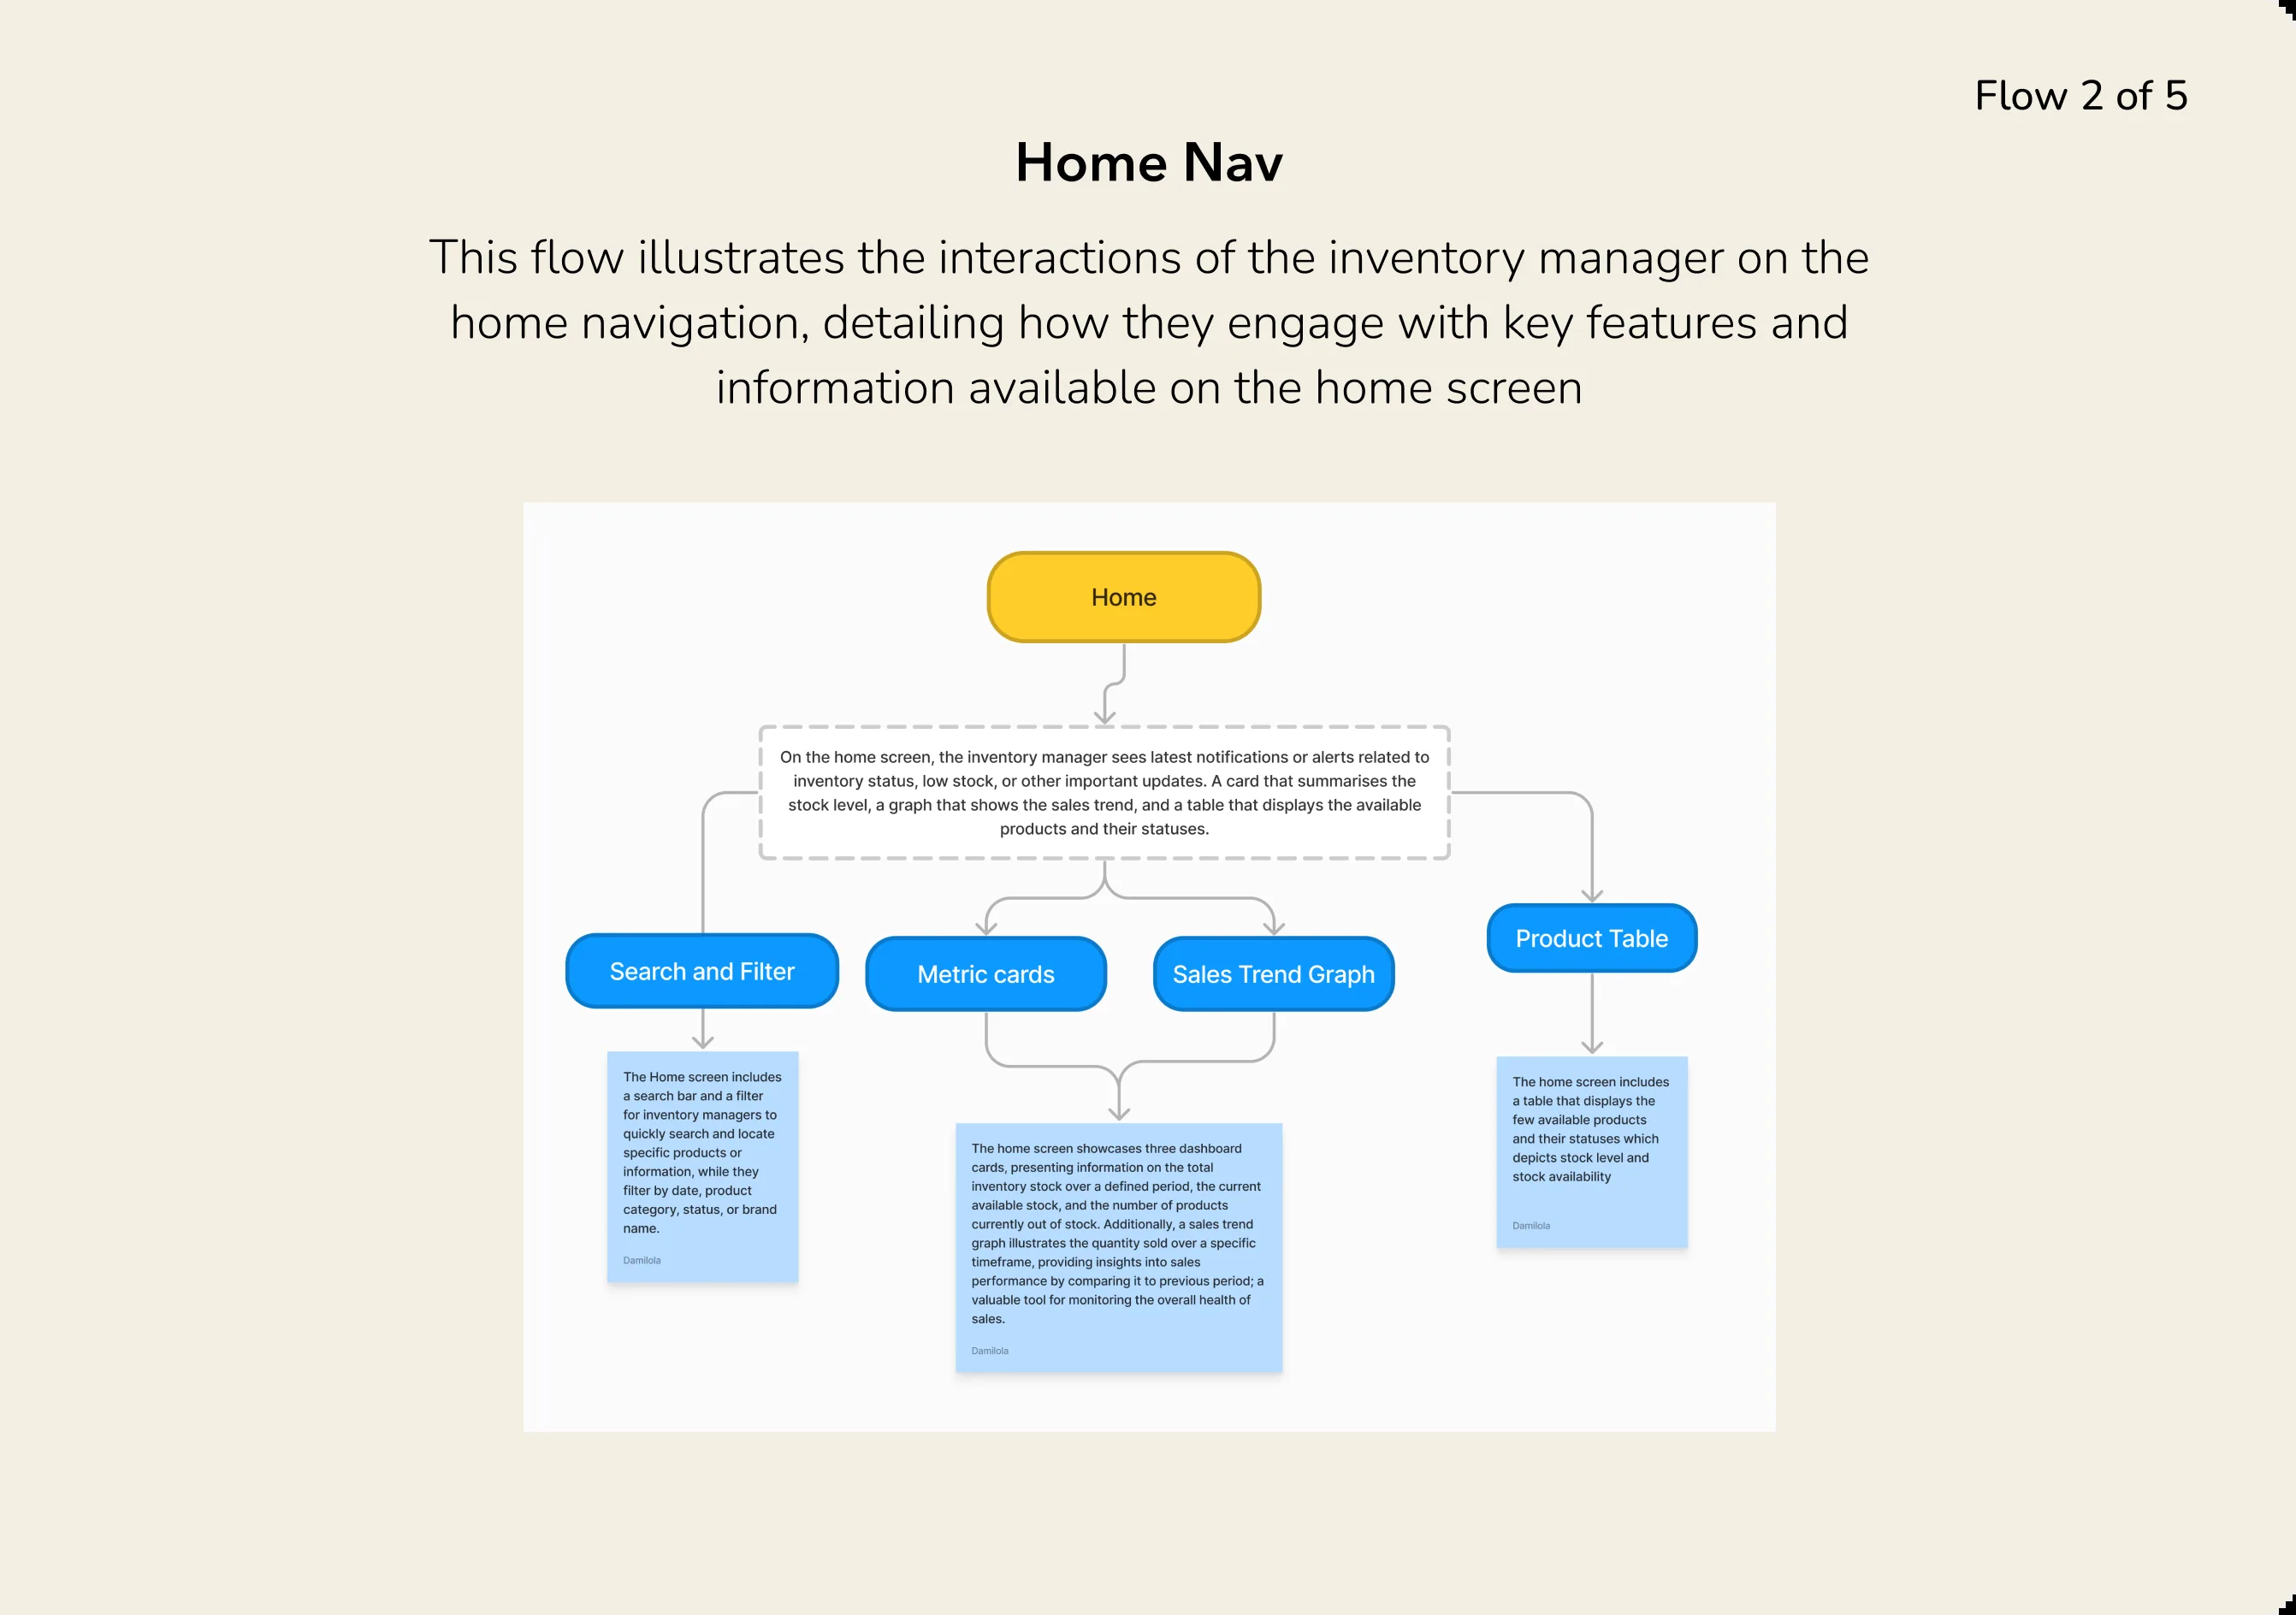 Flow 2 of 5
Home Nav
This flow illustrates the interactions of the inventory manager on the
home navigation, detailing how they engage with key features and
information available on the home screen
Home
On the home screen, the inventory manager sees latest notifications or alerts related to
inventory status, low stock, or other important updates. A card that summarises the
stock level, a graph that shows the sales trend, and a table that displays the available
products and their statuses.
Search and Filter
Metric cards
Sales Trend Graph
Product Table
The Home screen includes
a search bar and a filter
for inventory managers to
quickly search and locate
specific products or
information, while they
filter by date, product
category, status, or brand
name.
Damilola
The home screen showcases three dashboard
cards, presenting information on the total
inventory stock over a defined period, the current
available stock, and the number of products
currently out of stock. Additionally, a sales trend
graph illustrates the quantity sold over a specific
timeframe, providing insights into sales
performance by comparing it to previous period; a
valuable tool for monitoring the overall health of
sales.
Damilola
The home screen includes
a table that displays the
few available products
and their statuses which
depicts stock level and
stock availability
Damilola